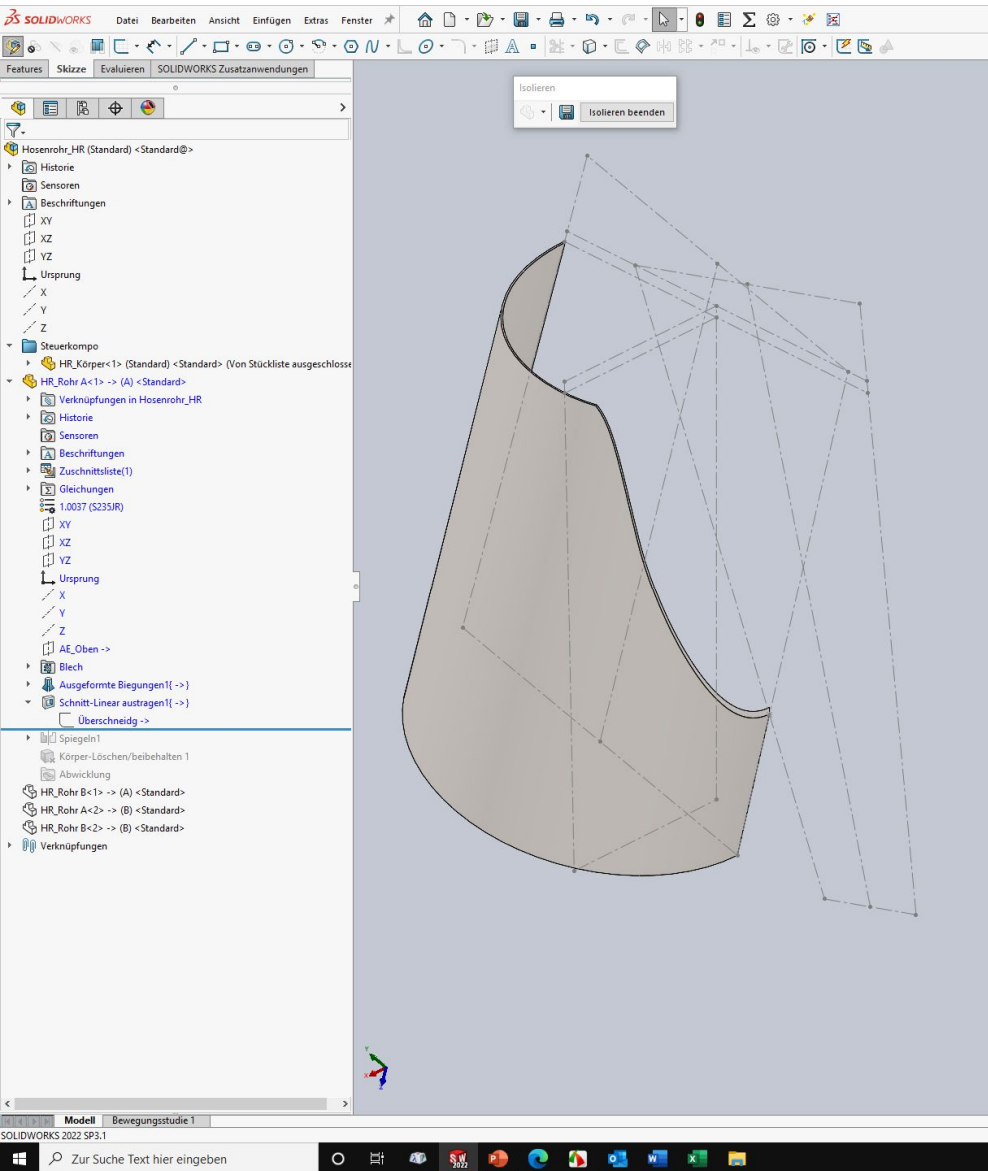 SOLIDWORKS Datei Bearbeiten Ansicht Einfügen Extras Fenster
Features Skizze Evaluieren SOLIDWORKS Zusatzanwendungen
Isolieren
Isolieren beenden
Hosenrohr_HR (Standard) <Standard@>
Historie
Sensoren
Beschriftungen
XY
XZ
YZ
Ursprung
X
Y
Z
Steuerkompo
HR_Körper<1> (Standard) <Standard> (Von Stückliste ausgeschlosse
HR_Rohr A<1> -> (A) <Standard>
Verknüpfungen in Hosenrohr_HR
Historie
Sensoren
Beschriftungen
Zuschnittsliste(1)
Gleichungen
1.0037 (S235JR)
XY
XZ
YZ
Ursprung
X
Y
Z
AE_Oben ->
Blech
Ausgeformte Biegungen1{ ->}
Schnitt-Linear austragen1{ ->}
Überschneidg ->
Spiegeln1
Körper-Löschen/beibehalten 1
Abwicklung
HR_Rohr B<1> -> (A) <Standard>
HR_Rohr A<2> -> (B) <Standard>
HR_Rohr B<2> -> (B) <Standard>
Verknüpfungen
Y
X
Z
Modell Bewegungsstudie 1
SOLIDWORKS 2022 SP3.1
Zur Suche Text hier eingeben
SW 2022